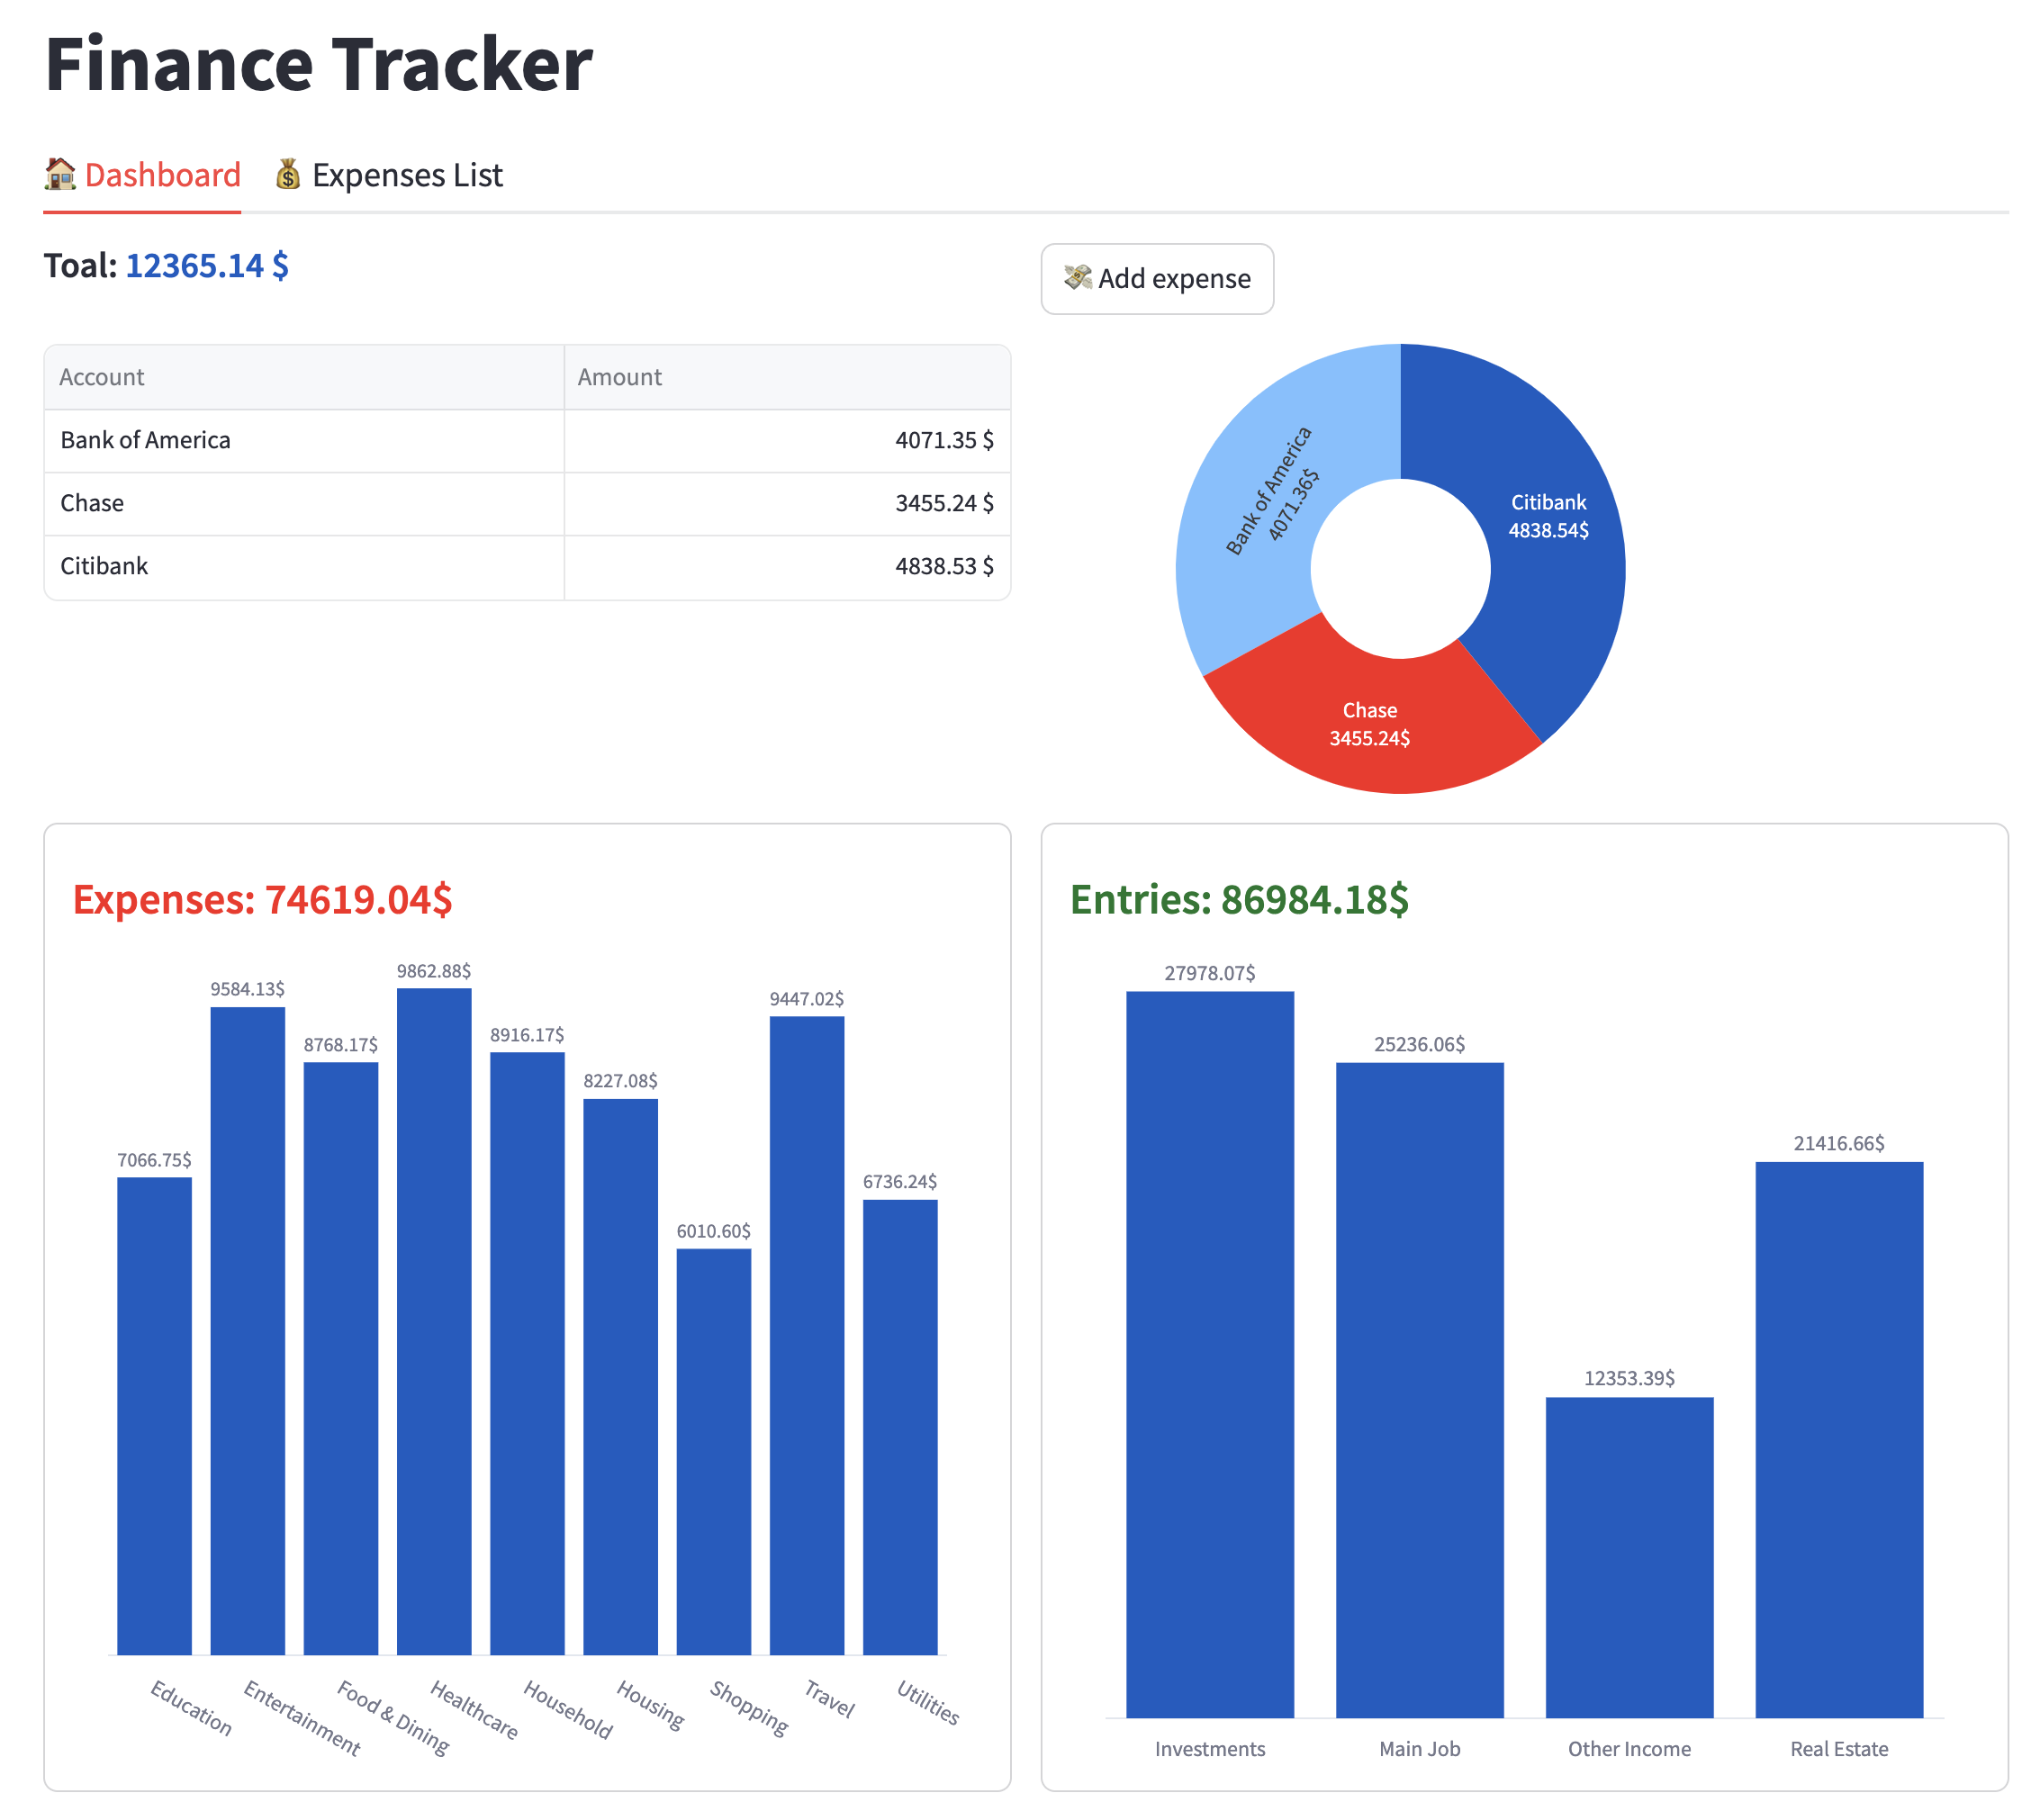 Finance Tracker
🏠 Dashboard 💰 Expenses List
Toal: 12365.14 $
💸 Add expense
Account Amount
Bank of America 4071.35 $
Chase 3455.24 $
Citibank 4838.53 $
Bank of America
4071.36$
Citibank
4838.54$
Chase
3455.24$
Expenses: 74619.04$
7066.75$
9584.13$
8768.17$
9862.88$
8916.17$
8227.08$
6010.60$
9447.02$
6736.24$
Education
Entertainment
Food & Dining
Healthcare
Household
Housing
Shopping
Travel
Utilities
Entries: 86984.18$
27978.07$
25236.06$
12353.39$
21416.66$
Investments
Main Job
Other Income
Real Estate